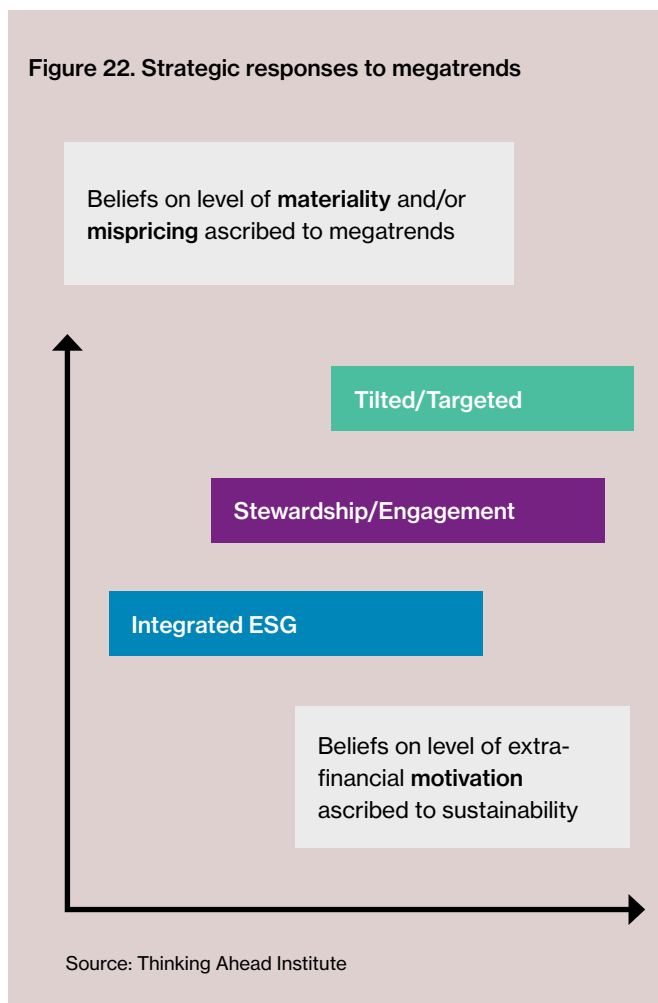 Figure 22. Strategic responses to megatrends
Beliefs on level of materiality and/or
mispricing ascribed to megatrends
Tilted/Targeted
Stewardship/Engagement
Integrated ESG
Beliefs on level of extra-
financial motivation
ascribed to sustainability
Source: Thinking Ahead Institute